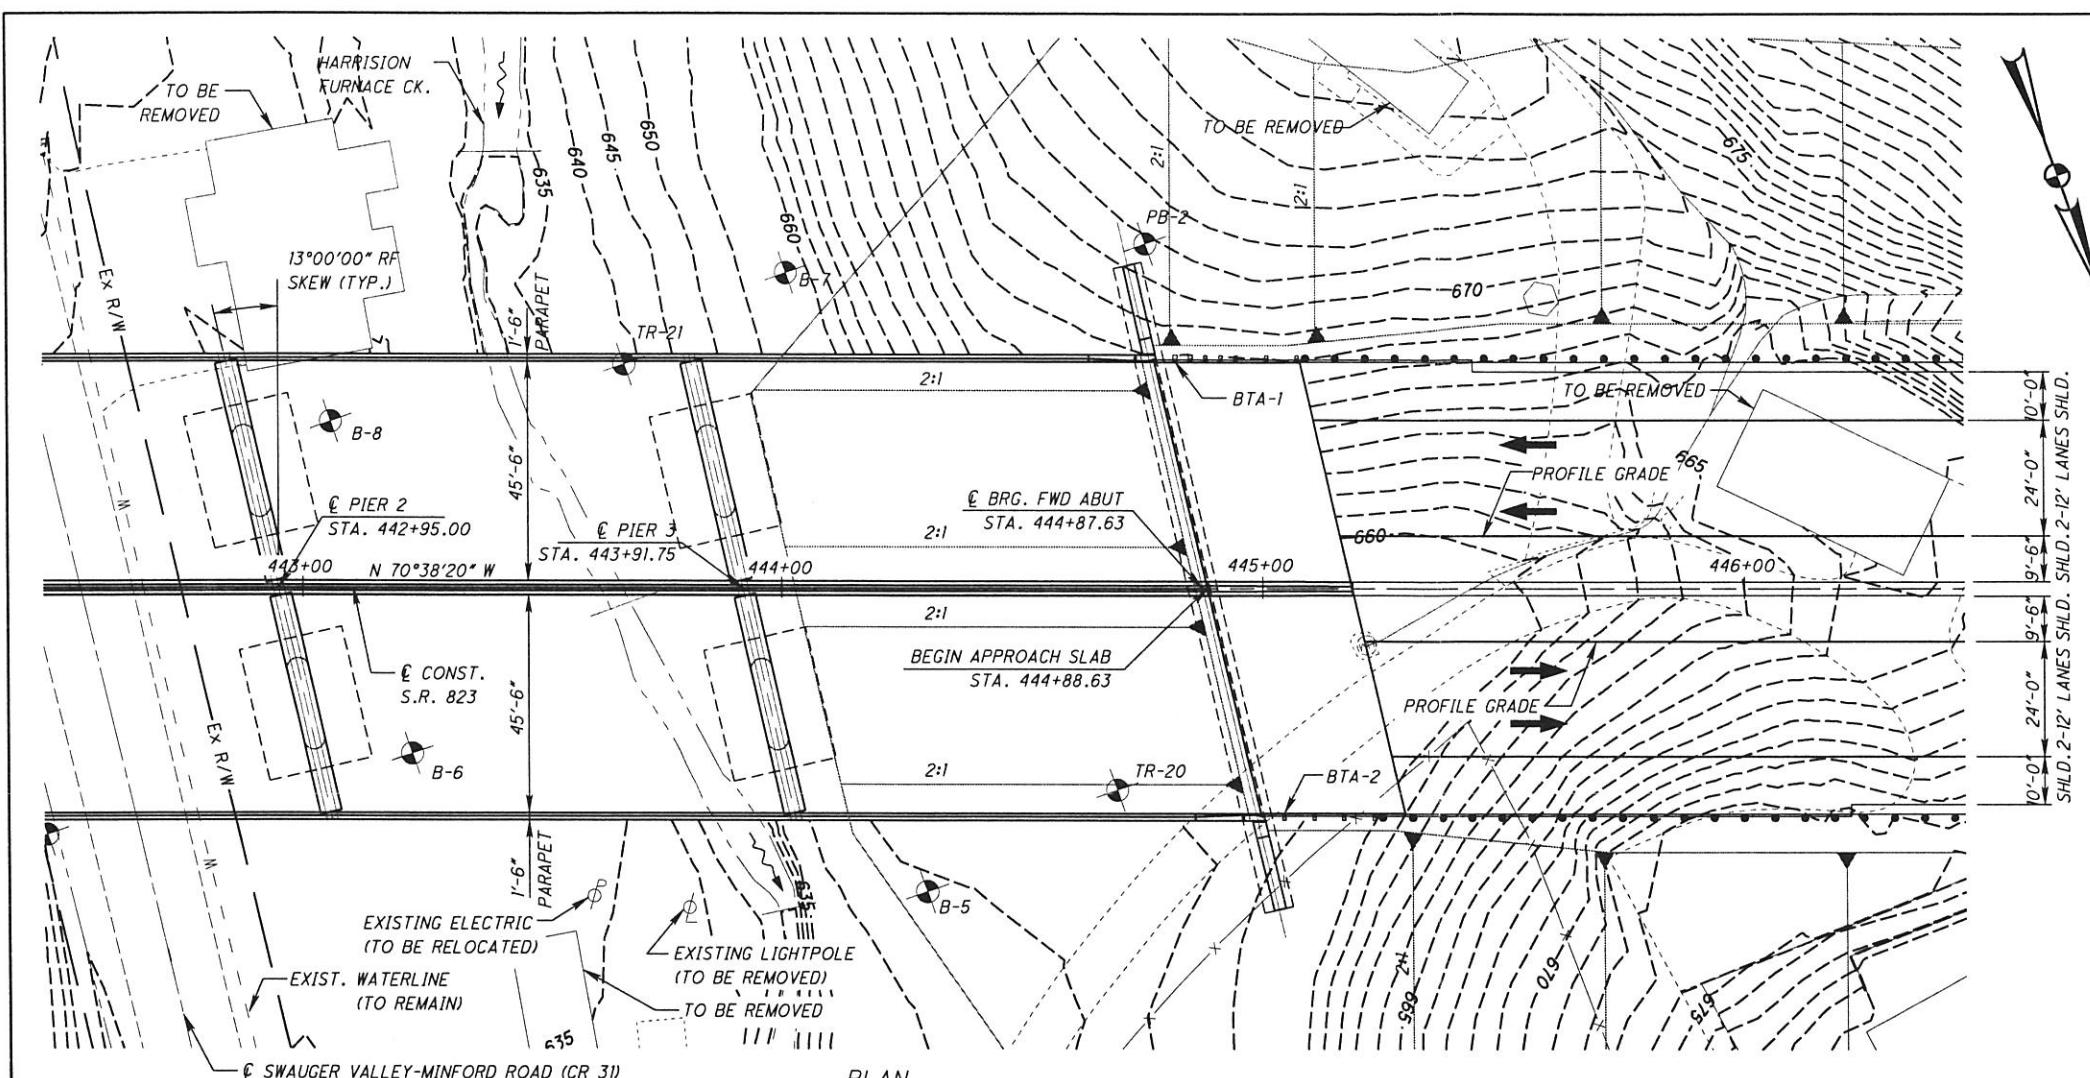 HARRISION
FURNACE CK.
TO BE
REMOVED
635
640
645
650
660
TO BE REMOVED
2:1
2:1
675
PB-2
13°00'00" RF
SKEW (TYP.)
B-7
670
Ex R/W
1'-6"
PARAPET
TR-21
2:1
BTA-1
TO BE REMOVED
10'-0"
SHLD.
B-8
45'-6"
665
PROFILE GRADE
24'-0"
2-12' LANES
℄ PIER 2
STA. 442+95.00
℄ PIER 3
STA. 443+91.75
℄ BRG. FWD ABUT
STA. 444+87.63
2:1
660
9'-6"
SHLD.
443+00
N 70°38'20" W
444+00
445+00
446+00
2:1
9'-6"
SHLD.
℄ CONST.
S.R. 823
BEGIN APPROACH SLAB
STA. 444+88.63
45'-6"
PROFILE GRADE
24'-0"
2-12' LANES
Ex R/W
B-6
2:1
TR-20
BTA-2
10'-0"
SHLD.
W
W
1'-6"
PARAPET
635
B-5
EXISTING ELECTRIC
(TO BE RELOCATED)
EXISTING LIGHTPOLE
(TO BE REMOVED)
EXIST. WATERLINE
(TO REMAIN)
TO BE REMOVED
2:1
665
670
675
635
℄ SWAUGER VALLEY-MINFORD ROAD (CR 31)
PLAN